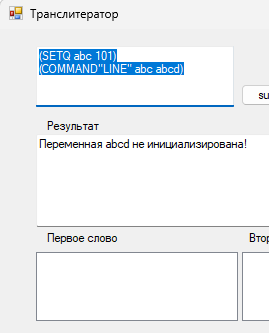 Транслитератор
(SETQ abc 101)
(COMMAND"LINE" abc abcd)
su
Результат
Переменная abcd не инициализирована!
Первое слово
Втор